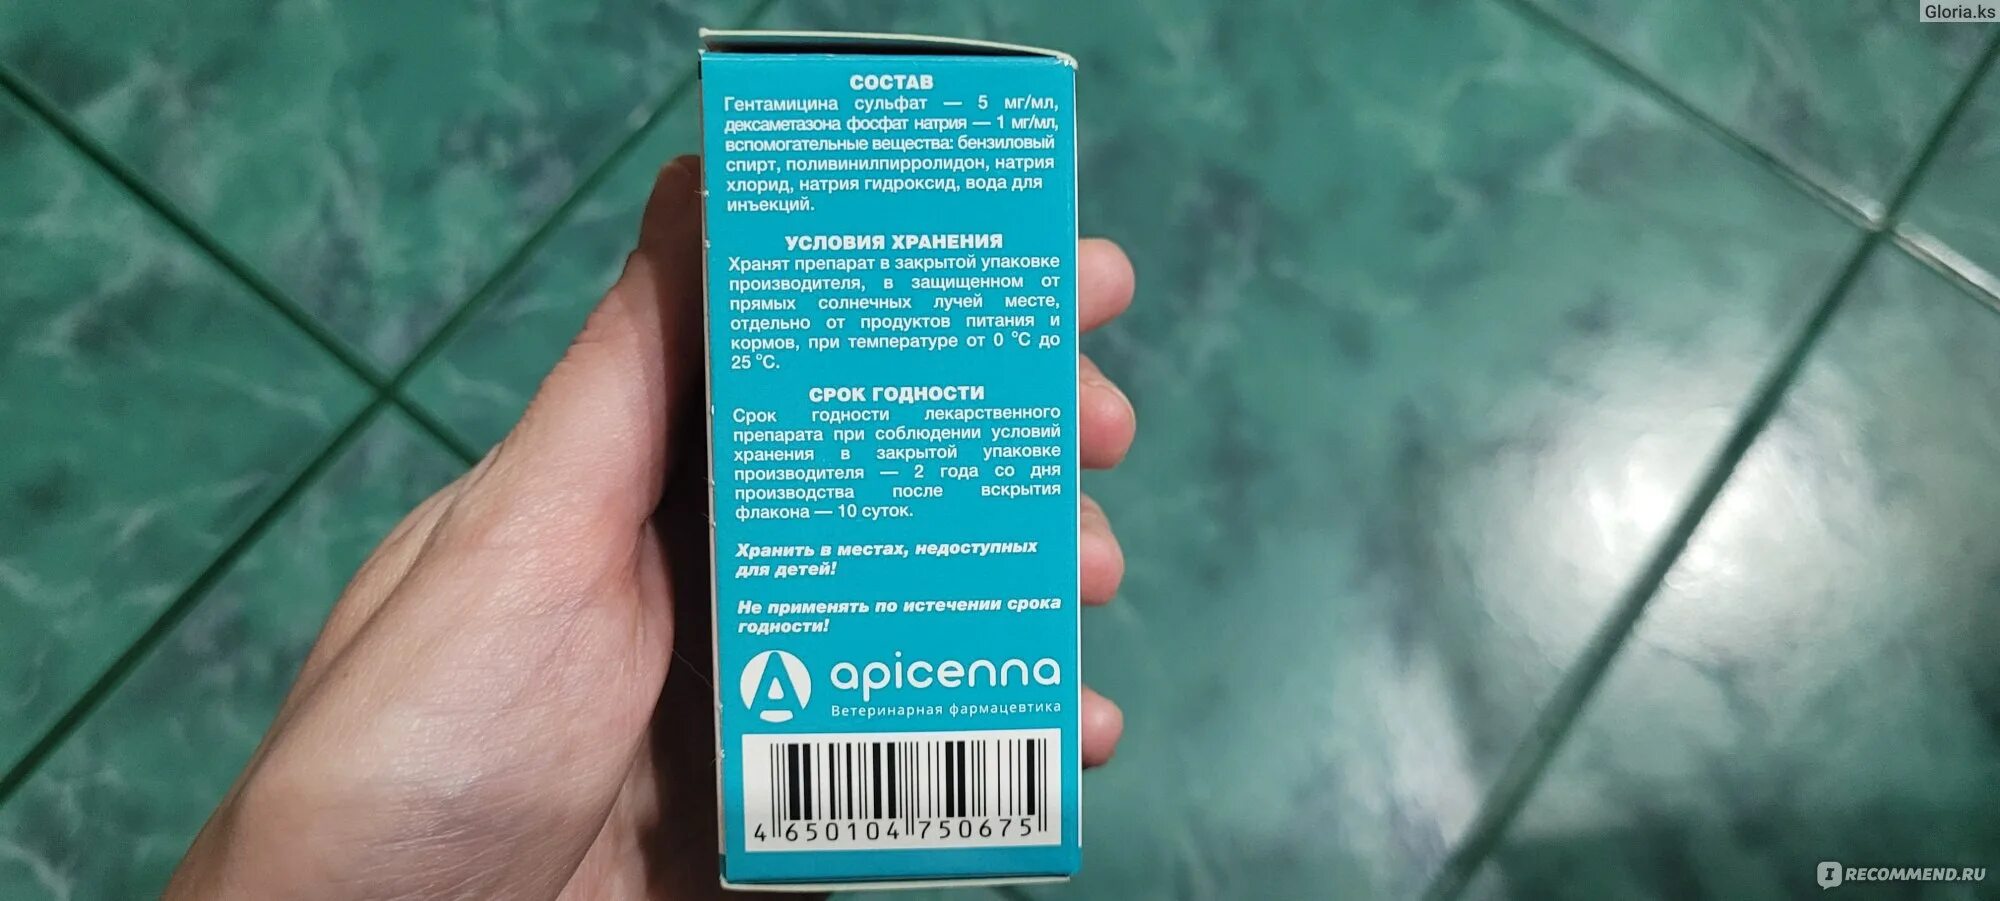 Gloria.ks
СОСТАВ
Гентамицина сульфат — 5 мг/мл,
дексаметазона фосфат натрия — 1 мг/мл,
вспомогательные вещества: бензиловый
спирт, поливинилпирролидон, натрия
хлорид, натрия гидроксид, вода для
инъекций.
УСЛОВИЯ ХРАНЕНИЯ
Хранят препарат в закрытой упаковке
производителя, в защищенном от
прямых солнечных лучей месте,
отдельно от продуктов питания и
кормов, при температуре от 0 °С до
25 °С.
СРОК ГОДНОСТИ
Срок годности лекарственного
препарата при соблюдении условий
хранения в закрытой упаковке
производителя — 2 года со дня
производства после вскрытия
флакона — 10 суток.
Хранить в местах, недоступных
для детей!
Не применять по истечении срока
годности!
apicenna
Ветеринарная фармацевтика
4 650104 750675
I RECOMMEND.RU